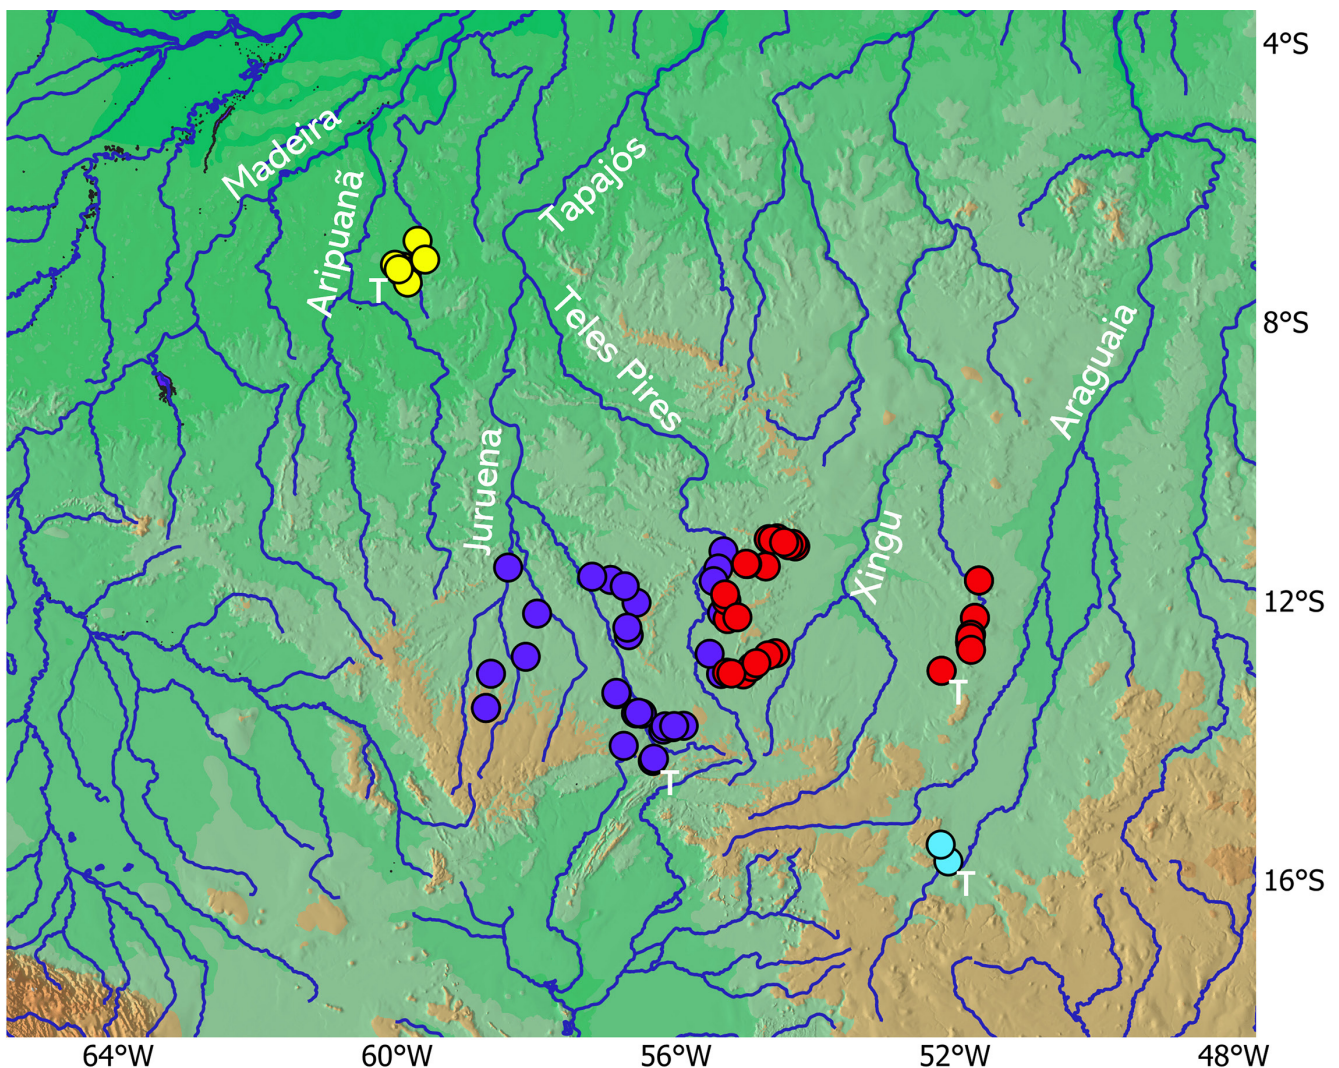 4°S
Madeira
Tapajós
Aripuanã
T
8°S
Teles Pires
Araguaia
Juruena
Xingu
12°S
T
T
T
16°S
64°W
60°W
56°W
52°W
48°W